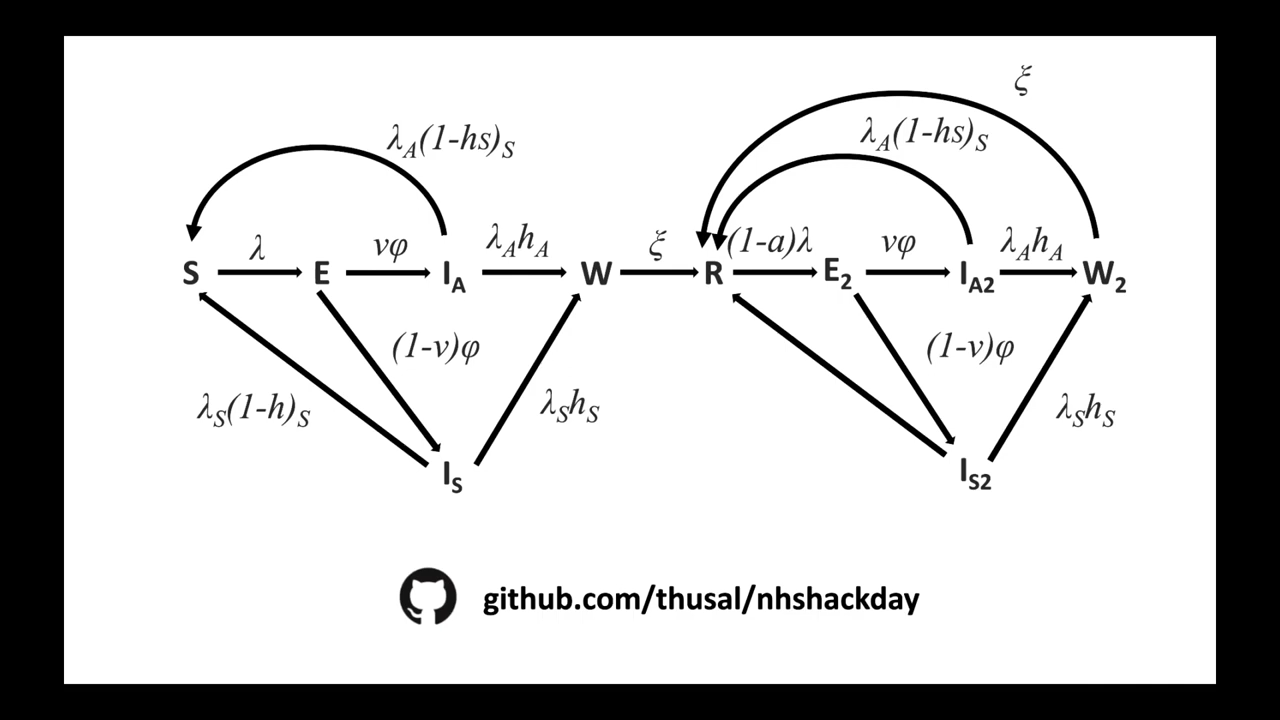 ξ
λA(1-hs)S
λA(1-hs)S
λ
νφ
λAhA
ξ
(1-a)λ
νφ
λAhA
S
E
IA
W
R
E2
IA2
W2
(1-ν)φ
(1-ν)φ
λS(1-h)S
λShS
λShS
IS
IS2
github.com/thusal/nhshackday